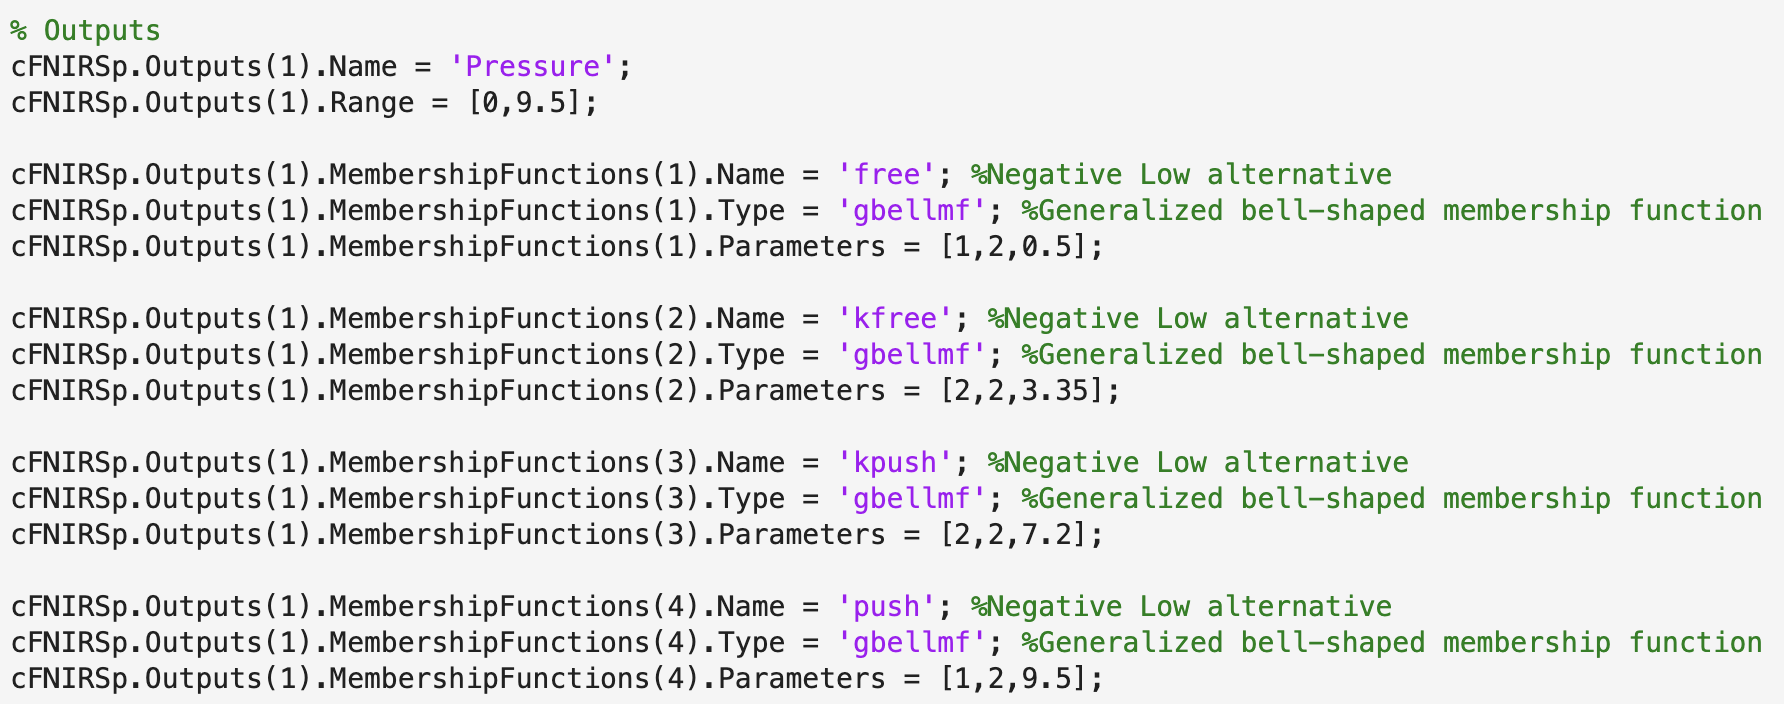 % Outputs
cFNIRSp.Outputs(1).Name = 'Pressure';
cFNIRSp.Outputs(1).Range = [0,9.5];
cFNIRSp.Outputs(1).MembershipFunctions(1).Name = 'free'; %Negative Low alternative
cFNIRSp.Outputs(1).MembershipFunctions(1).Type = 'gbellmf'; %Generalized bell-shaped membership function
cFNIRSp.Outputs(1).MembershipFunctions(1).Parameters = [1,2,0.5];
cFNIRSp.Outputs(1).MembershipFunctions(2).Name = 'kfree'; %Negative Low alternative
cFNIRSp.Outputs(1).MembershipFunctions(2).Type = 'gbellmf'; %Generalized bell-shaped membership function
cFNIRSp.Outputs(1).MembershipFunctions(2).Parameters = [2,2,3.35];
cFNIRSp.Outputs(1).MembershipFunctions(3).Name = 'kpush'; %Negative Low alternative
cFNIRSp.Outputs(1).MembershipFunctions(3).Type = 'gbellmf'; %Generalized bell-shaped membership function
cFNIRSp.Outputs(1).MembershipFunctions(3).Parameters = [2,2,7.2];
cFNIRSp.Outputs(1).MembershipFunctions(4).Name = 'push'; %Negative Low alternative
cFNIRSp.Outputs(1).MembershipFunctions(4).Type = 'gbellmf'; %Generalized bell-shaped membership function
cFNIRSp.Outputs(1).MembershipFunctions(4).Parameters = [1,2,9.5];